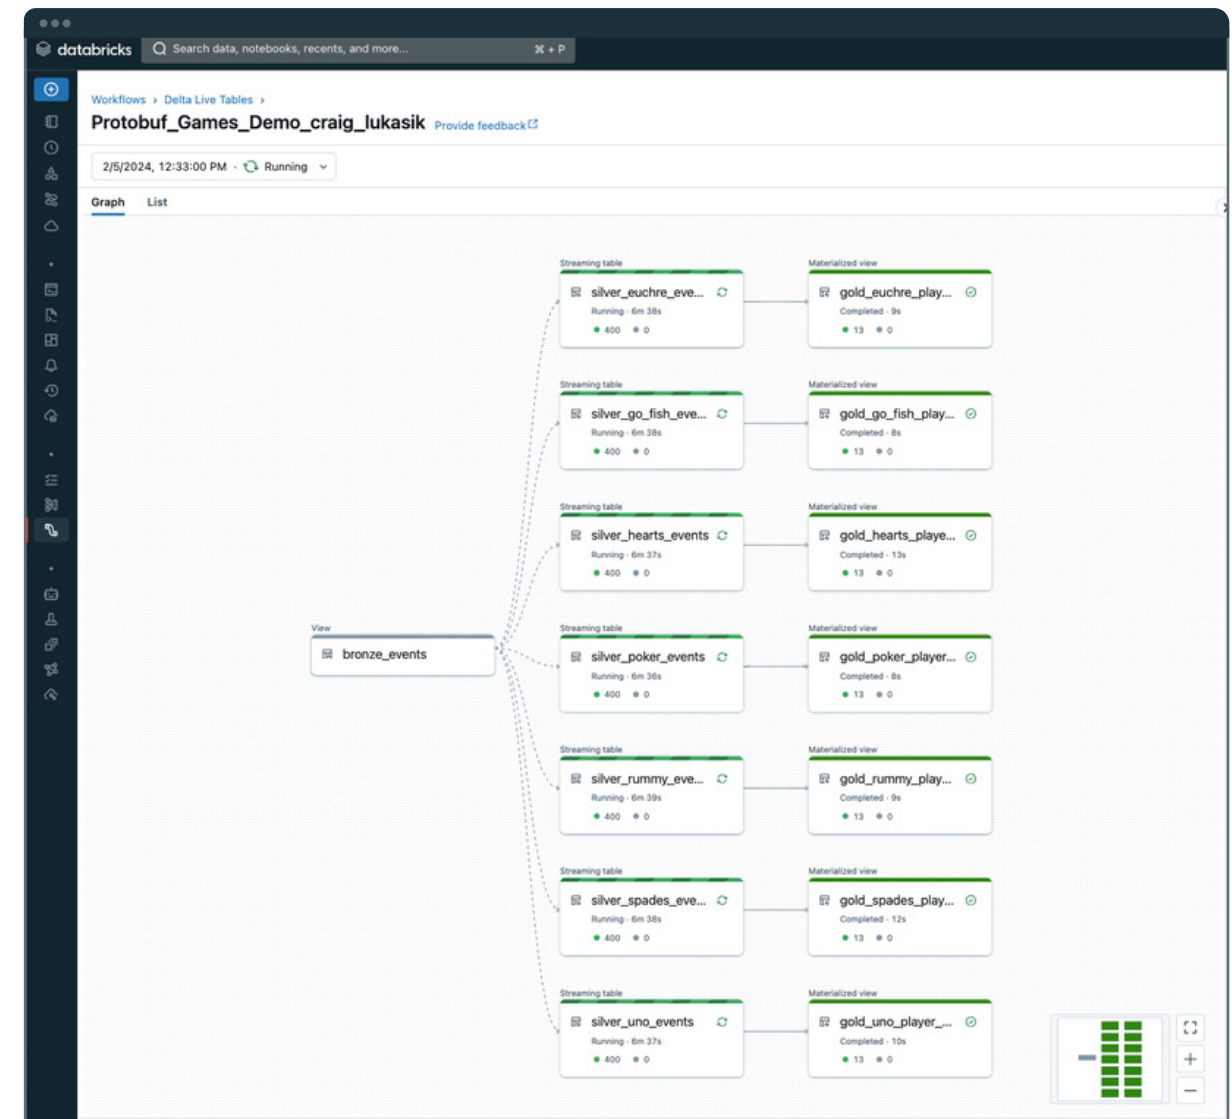 databricks
Search data, notebooks, recents, and more... ⌘ + P
Workflows > Delta Live Tables >
Protobuf_Games_Demo_craig_lukasik Provide feedback
2/5/2024, 12:33:00 PM · Running
Graph List
Streaming table
silver_euchre_eve...
Running · 6m 38s
400 0
Materialized view
gold_euchre_play...
Completed · 9s
13 0
Streaming table
silver_go_fish_eve...
Running · 6m 38s
400 0
Materialized view
gold_go_fish_play...
Completed · 8s
13 0
Streaming table
silver_hearts_events
Running · 6m 37s
400 0
Materialized view
gold_hearts_playe...
Completed · 13s
13 0
View
bronze_events
Streaming table
silver_poker_events
Running · 6m 36s
400 0
Materialized view
gold_poker_player...
Completed · 8s
13 0
Streaming table
silver_rummy_eve...
Running · 6m 39s
400 0
Materialized view
gold_rummy_play...
Completed · 9s
13 0
Streaming table
silver_spades_eve...
Running · 6m 38s
400 0
Materialized view
gold_spades_play...
Completed · 12s
13 0
Streaming table
silver_uno_events
Running · 6m 37s
400 0
Materialized view
gold_uno_player_...
Completed · 10s
13 0